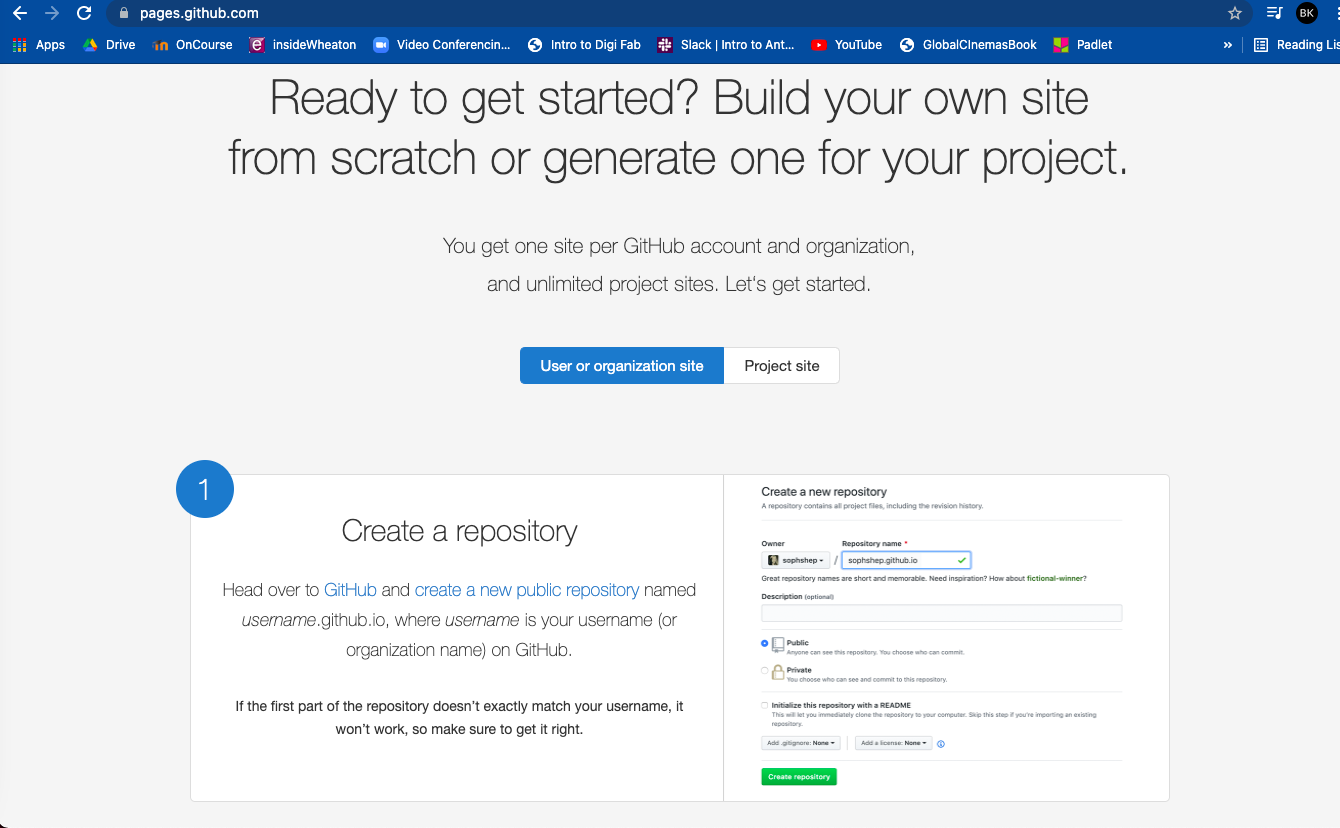 pages.github.com
BK
Apps
Drive
OnCourse
insideWheaton
Video Conferencin...
Intro to Digi Fab
Slack | Intro to Ant...
YouTube
GlobalCInemasBook
Padlet
»
Reading Lis
Ready to get started? Build your own site
from scratch or generate one for your project.
You get one site per GitHub account and organization,
and unlimited project sites. Let's get started.
User or organization site
Project site
1
Create a repository
Head over to GitHub and create a new public repository named
username.github.io, where username is your username (or
organization name) on GitHub.
If the first part of the repository doesn’t exactly match your username, it
won’t work, so make sure to get it right.
Create a new repository
A repository contains all project files, including the revision history.
Owner
Repository name *
sophshep
/
sophshep.github.io
Great repository names are short and memorable. Need inspiration? How about fictional-winner?
Description (optional)
Public
Anyone can see this repository. You choose who can commit.
Private
You choose who can see and commit to this repository.
Initialize this repository with a README
This will let you immediately clone the repository to your computer. Skip this step if you’re importing an existing
repository.
Add .gitignore: None
Add a license: None
Create repository